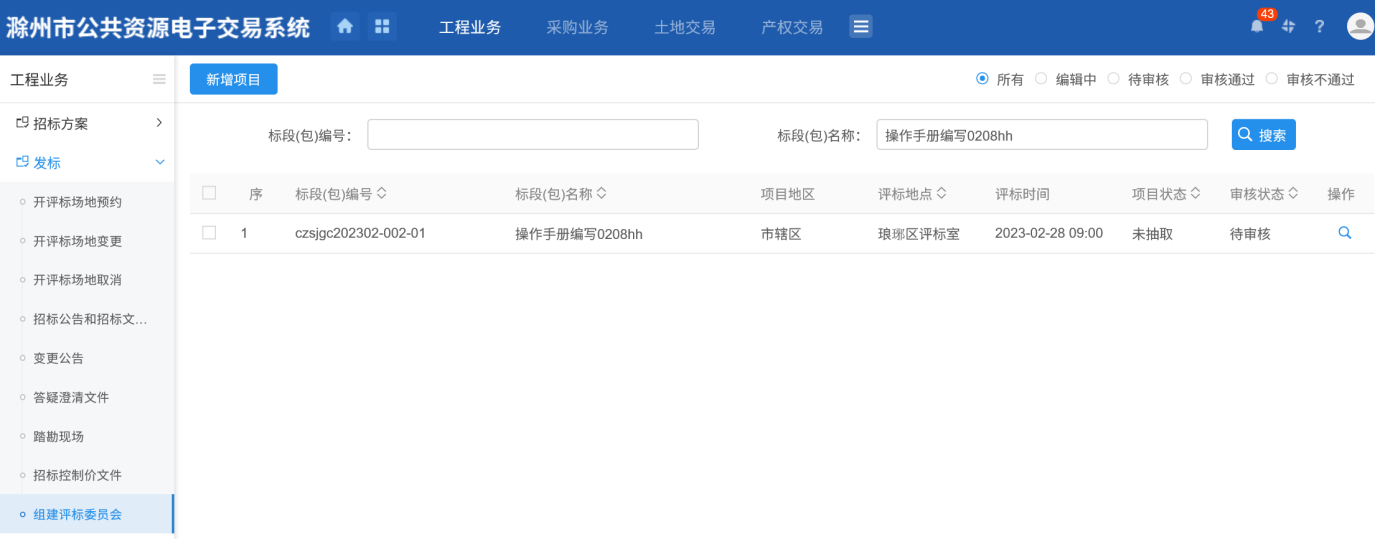 滁州市公共资源电子交易系统 工程业务 采购业务 土地交易 产权交易 43 ?
工程业务
新增项目 所有 编辑中 待审核 审核通过 审核不通过
招标方案
标段(包)编号： 标段(包)名称： 操作手册编写0208hh 搜索
发标
序 标段(包)编号 标段(包)名称 项目地区 评标地点 评标时间 项目状态 审核状态 操作
开评标场地预约
1 czsjgc202302-002-01 操作手册编写0208hh 市辖区 琅琊区评标室 2023-02-28 09:00 未抽取 待审核
开评标场地变更
开评标场地取消
招标公告和招标文...
变更公告
答疑澄清文件
踏勘现场
招标控制价文件
组建评标委员会